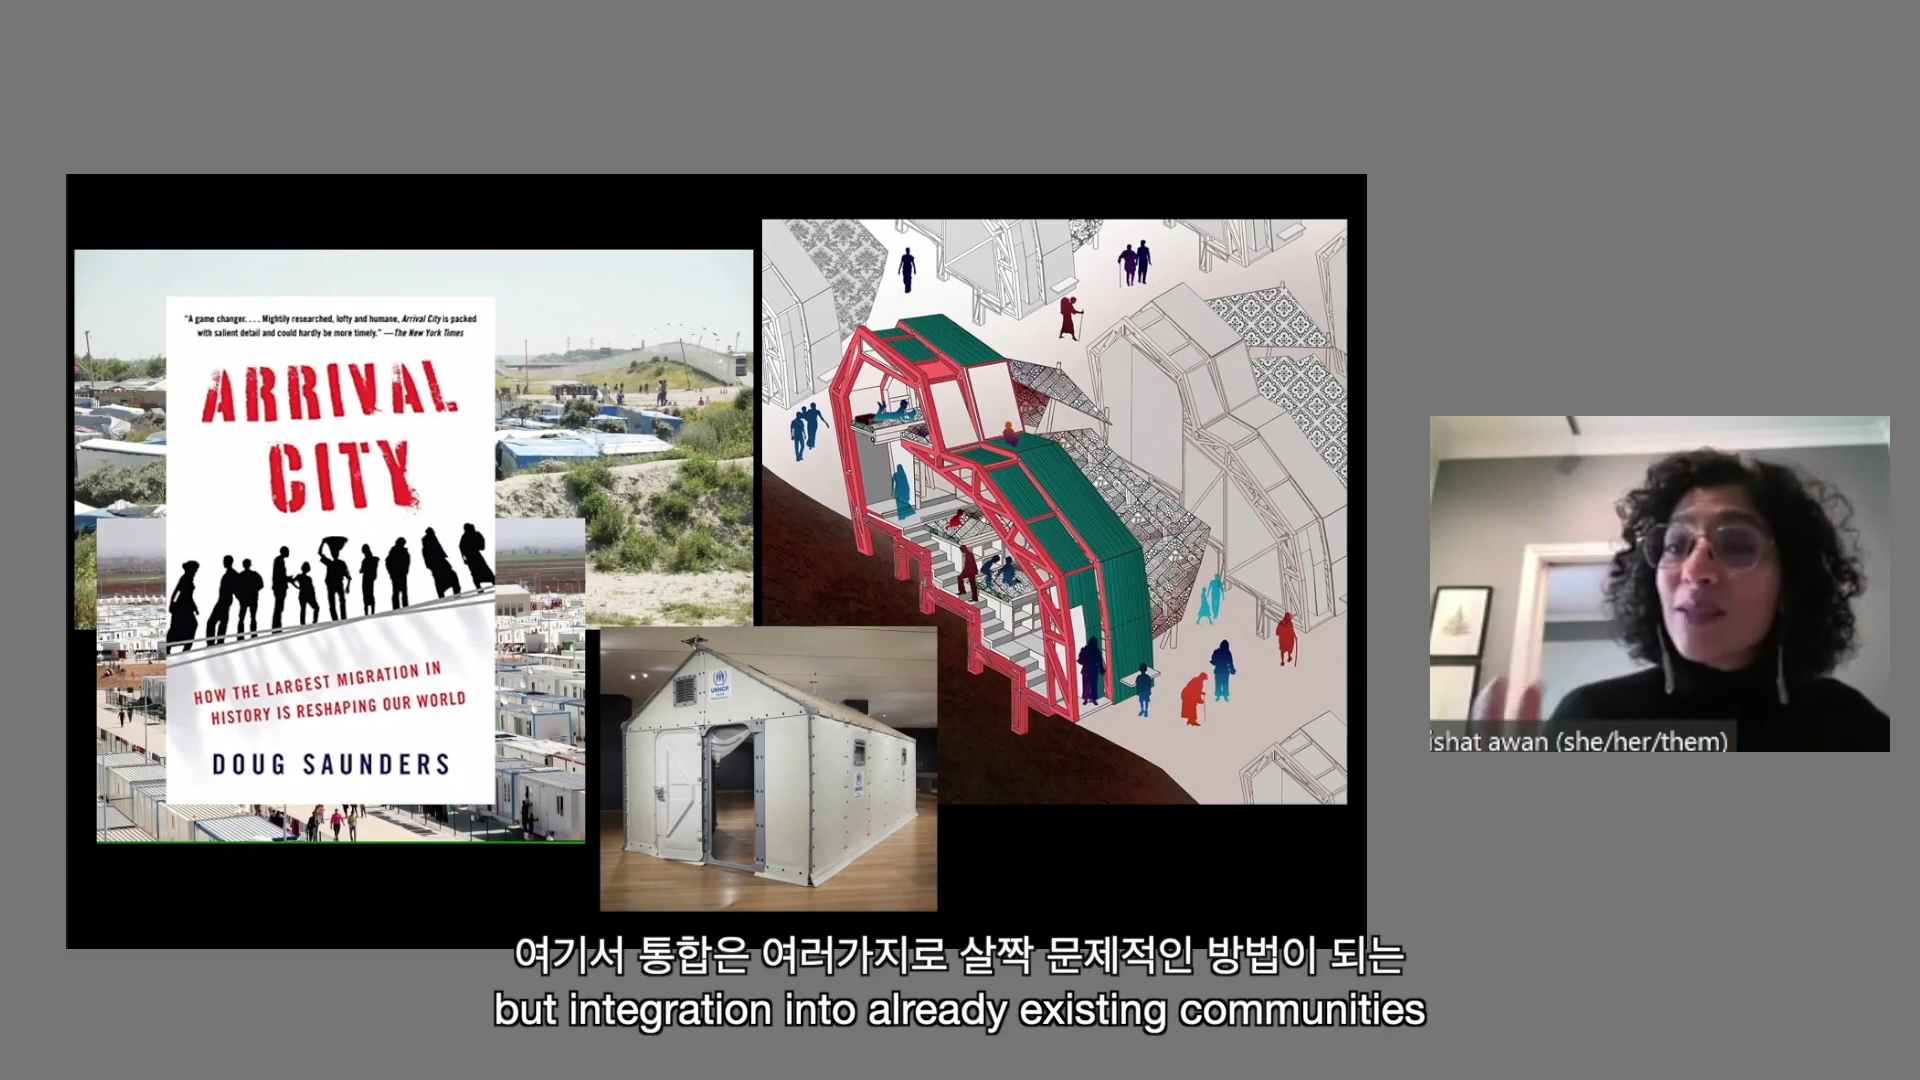 "A game changer. . . . Mightily researched, lofty and humane, Arrival City is packed
with salient detail and could hardly be more timely." —The New York Times
ARRIVAL
CITY
HOW THE LARGEST MIGRATION IN
HISTORY IS RESHAPING OUR WORLD
DOUG SAUNDERS
UNHCR
ishat awan (she/her/them)
여기서 통합은 여러가지로 살짝 문제적인 방법이 되는
but integration into already existing communities